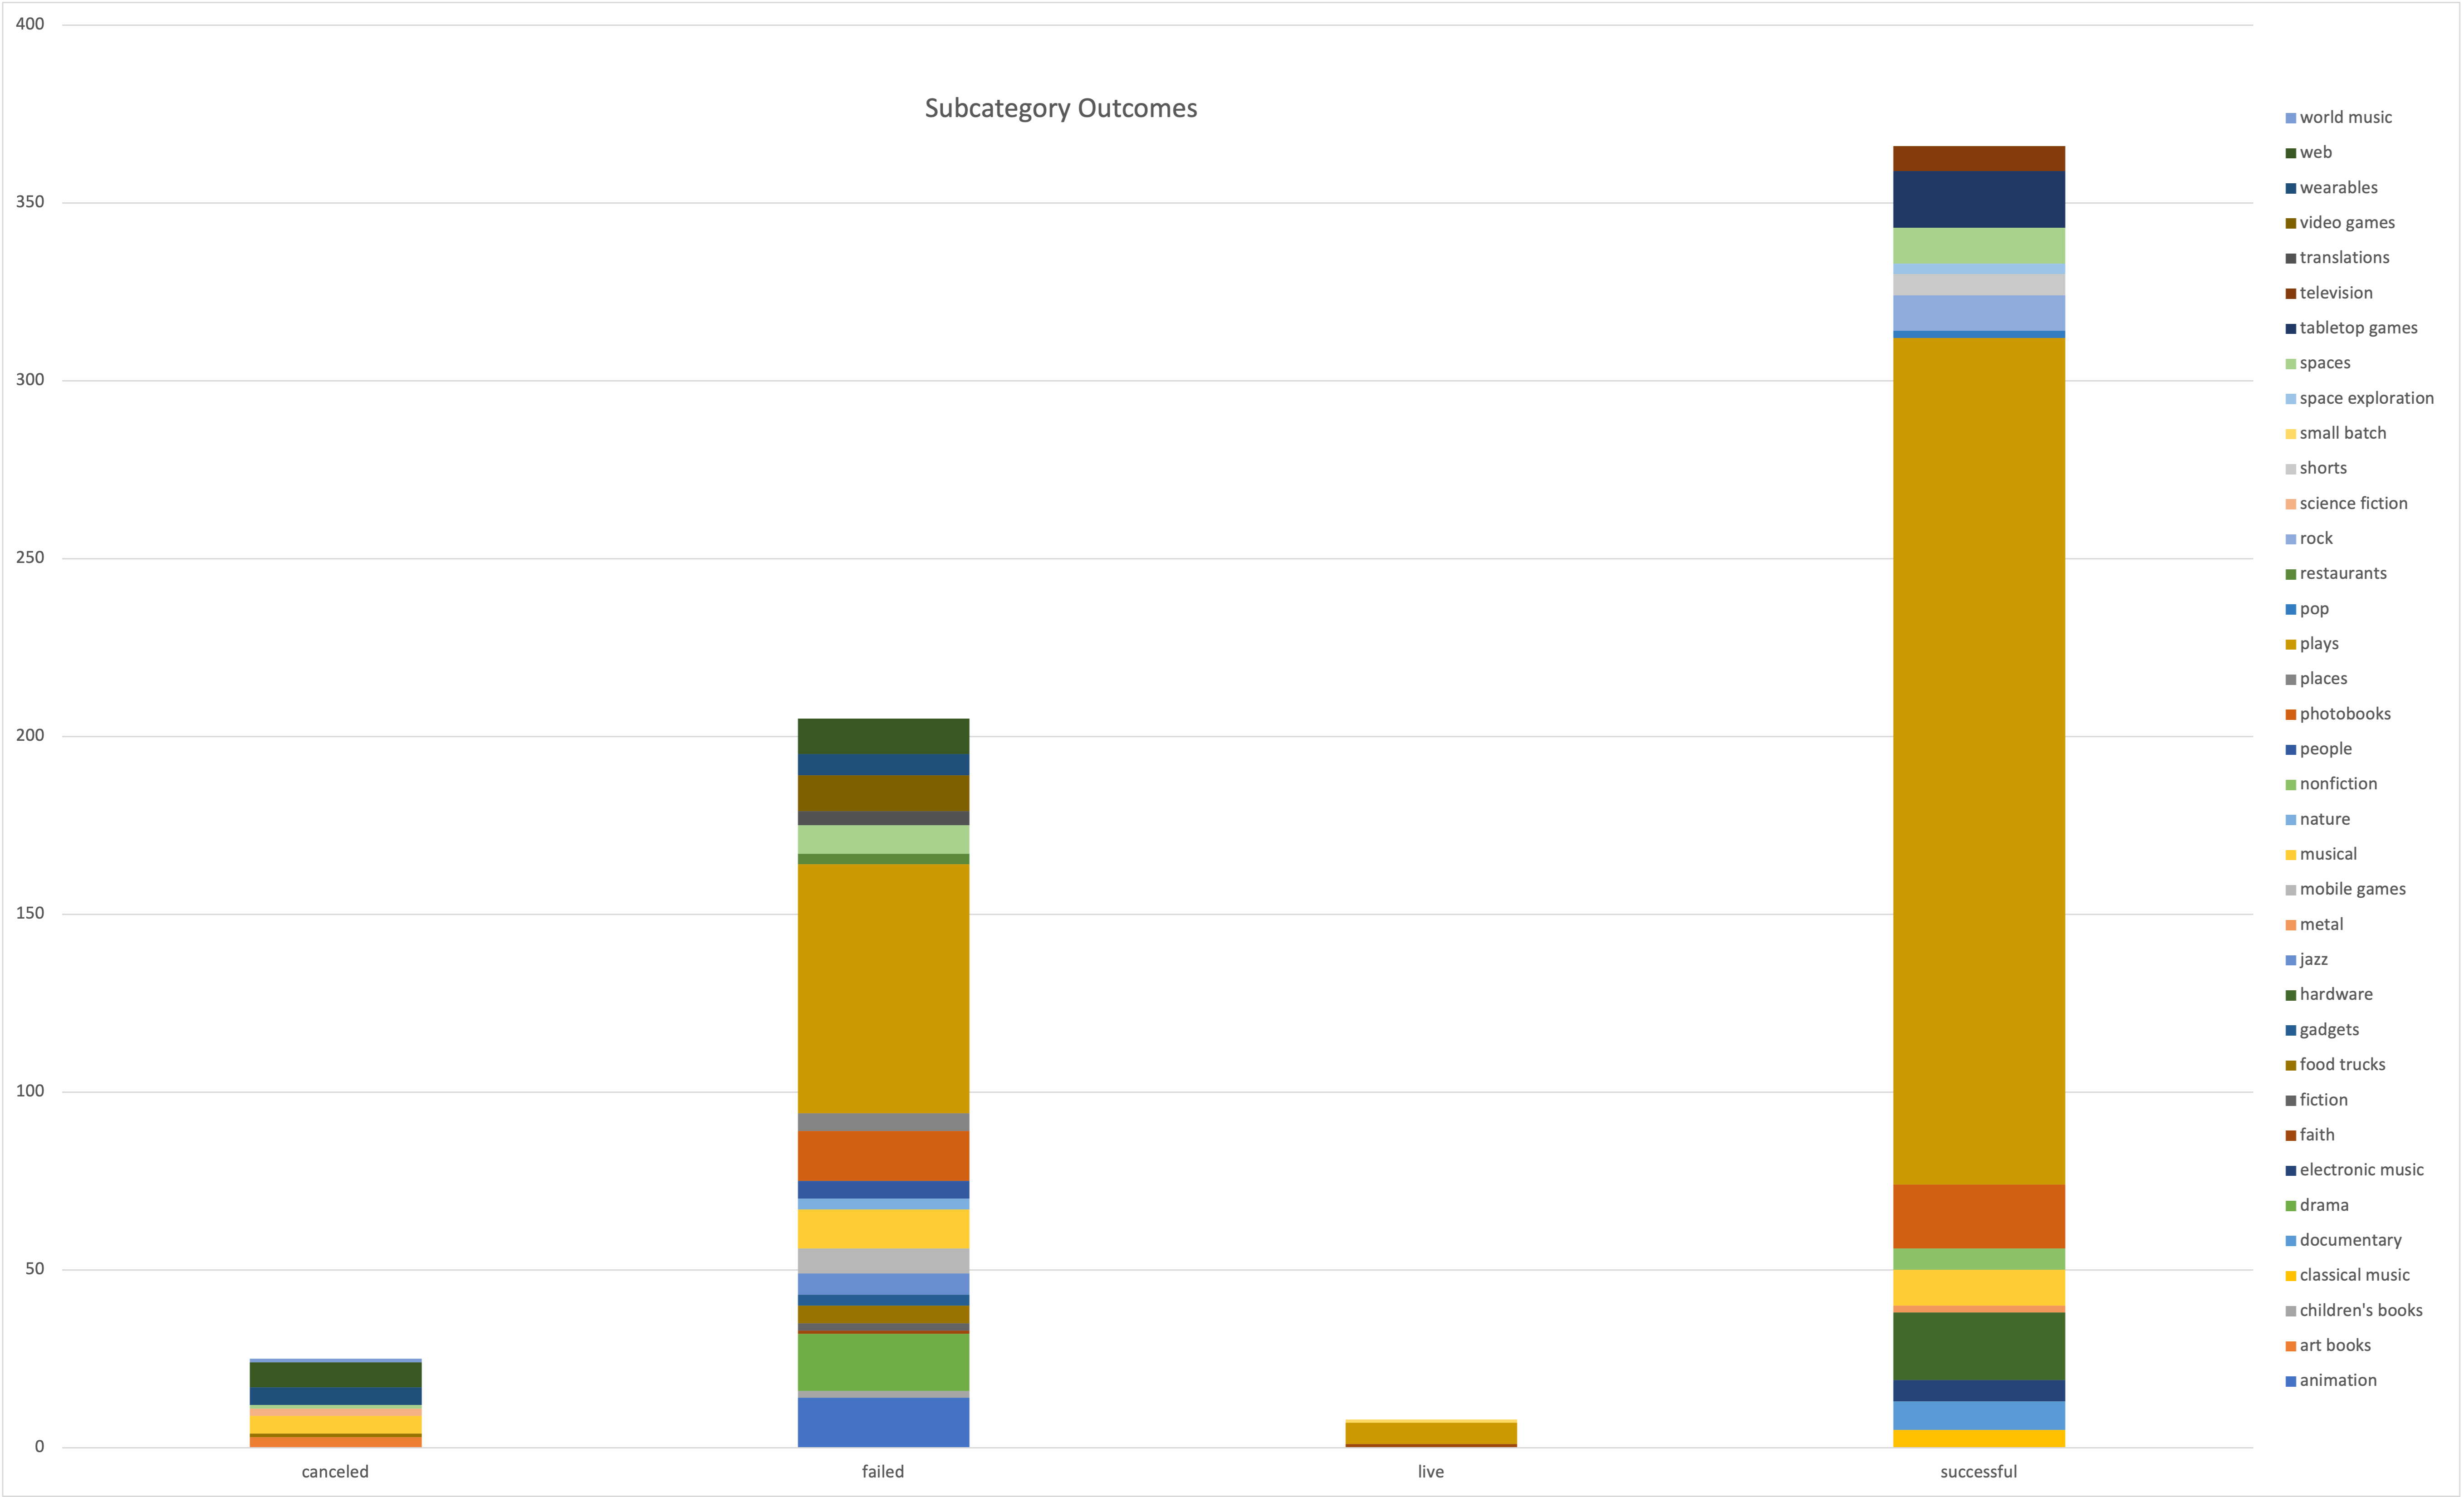 Subcategory Outcomes
400
350
300
250
200
150
100
50
0
canceled
failed
live
successful
world music
web
wearables
video games
translations
television
tabletop games
spaces
space exploration
small batch
shorts
science fiction
rock
restaurants
pop
plays
places
photobooks
people
nonfiction
nature
musical
mobile games
metal
jazz
hardware
gadgets
food trucks
fiction
faith
electronic music
drama
documentary
classical music
children's books
art books
animation